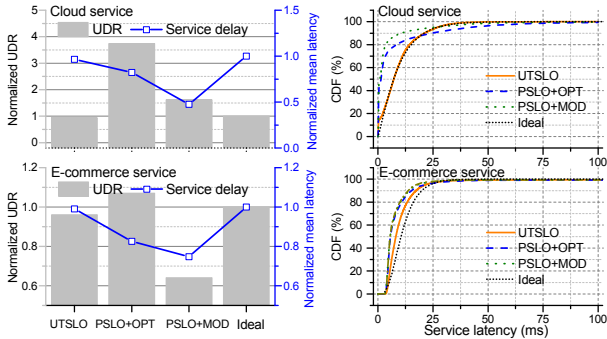 Cloud service
UDR
Service delay
Normalized UDR
5
4
3
2
1
0
1.5
1.0
0.5
0.0
Normalized mean latency
Cloud service
CDF (%)
100
80
60
40
20
0
UTSLO
PSLO+OPT
PSLO+MOD
Ideal
0
25
50
75
100
E-commerce service
UDR
Service delay
Normalized UDR
1.2
1.0
0.8
0.6
1.2
1.0
0.8
0.6
Normalized mean latency
UTSLO
PSLO+OPT
PSLO+MOD
Ideal
E-commerce service
CDF (%)
100
80
60
40
20
0
UTSLO
PSLO+OPT
PSLO+MOD
Ideal
0
25
50
75
100
Service latency (ms)